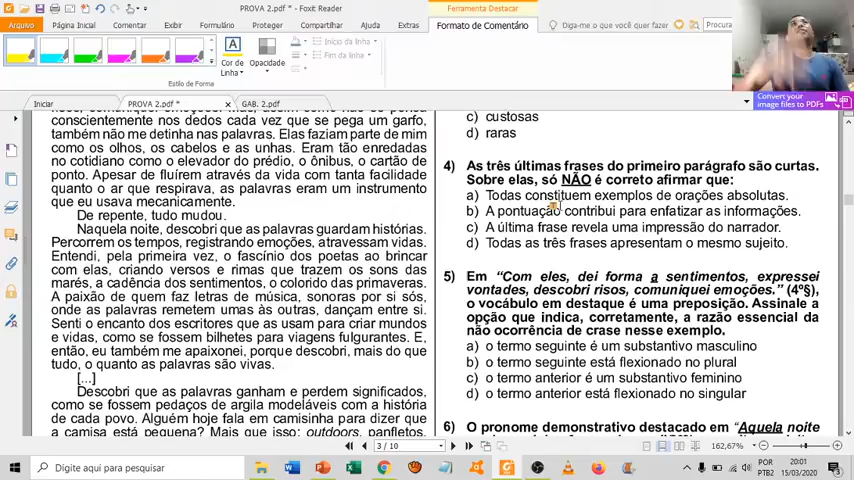 PROVA 2.pdf * - Foxit Reader
Ferramenta Destacar
Arquivo
Página Inicial
Comentar
Exibir
Formulário
Proteger
Compartilhar
Ajuda
Formato de Comentário
Diga-me o que você quer fazer
Procura
Cor de
Linha
Opacidade
Início da linha
Fim da linha
Estilo de Forma
Iniciar
PROVA 2.pdf *
GAB. 2.pdf
Convert your
image files to PDFs
conscientemente nos dedos cada vez que se pega um garfo,
também não me detinha nas palavras. Elas faziam parte de mim
como os olhos, os cabelos e as unhas. Eram tão enredadas
no cotidiano como o elevador do prédio, o ônibus, o cartão de
ponto. Apesar de fluírem através da vida com tanta facilidade
quanto o ar que respirava, as palavras eram um instrumento
que eu usava mecanicamente.
De repente, tudo mudou.
Naquela noite, descobri que as palavras guardam histórias.
Percorrem os tempos, registrando emoções, atravessam vidas.
Entendi, pela primeira vez, o fascínio dos poetas ao brincar
com elas, criando versos e rimas que trazem os sons das
marés, a cadência dos sentimentos, o colorido das primaveras.
A paixão de quem faz letras de música, sonoras por si sós,
onde as palavras remetem umas às outras, dançam entre si.
Senti o encanto dos escritores que as usam para criar mundos
e vidas, como se fossem bilhetes para viagens fulgurantes. E,
então, eu também me apaixonei, porque descobri, mais do que
tudo, o quanto as palavras são vivas.
[...]
Descobri que as palavras ganham e perdem significados,
como se fossem pedaços de argila modeláveis com a história
de cada povo. Alguém hoje fala em camisinha para dizer que
a camisa está pequena? Mais que isso: outdoors, panfletos,
c) custosas
d) raras
4) As três últimas frases do primeiro parágrafo são curtas.
Sobre elas, só NÃO é correto afirmar que:
a) Todas constituem exemplos de orações absolutas.
b) A pontuação contribui para enfatizar as informações.
c) A última frase revela uma impressão do narrador.
d) Todas as três frases apresentam o mesmo sujeito.
5) Em “Com eles, dei forma a sentimentos, expressei
vontades, descobri risos, comuniquei emoções.” (4º§),
o vocábulo em destaque é uma preposição. Assinale a
opção que indica, corretamente, a razão essencial da
não ocorrência de crase nesse exemplo.
a) o termo seguinte é um substantivo masculino
b) o termo seguinte está flexionado no plural
c) o termo anterior é um substantivo feminino
d) o termo anterior está flexionado no singular
6) O pronome demonstrativo destacado em “Aquela noite
3 / 10
162,67%
Digite aqui para pesquisar
POR
PTB2
20:01
15/03/2020